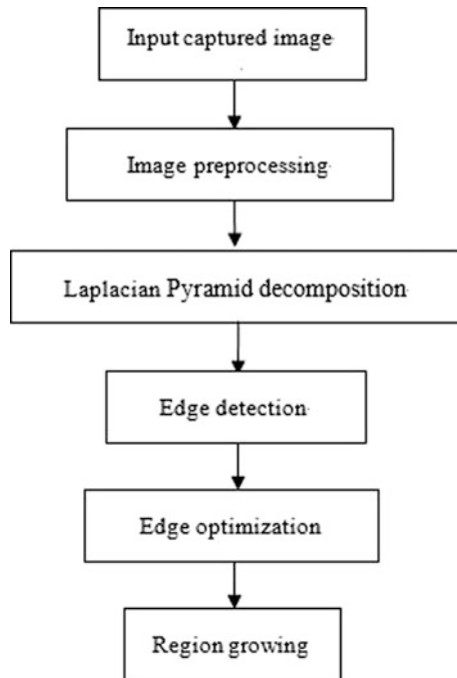 Input captured image
Image preprocessing
Laplacian Pyramid decomposition
Edge detection
Edge optimization
Region growing